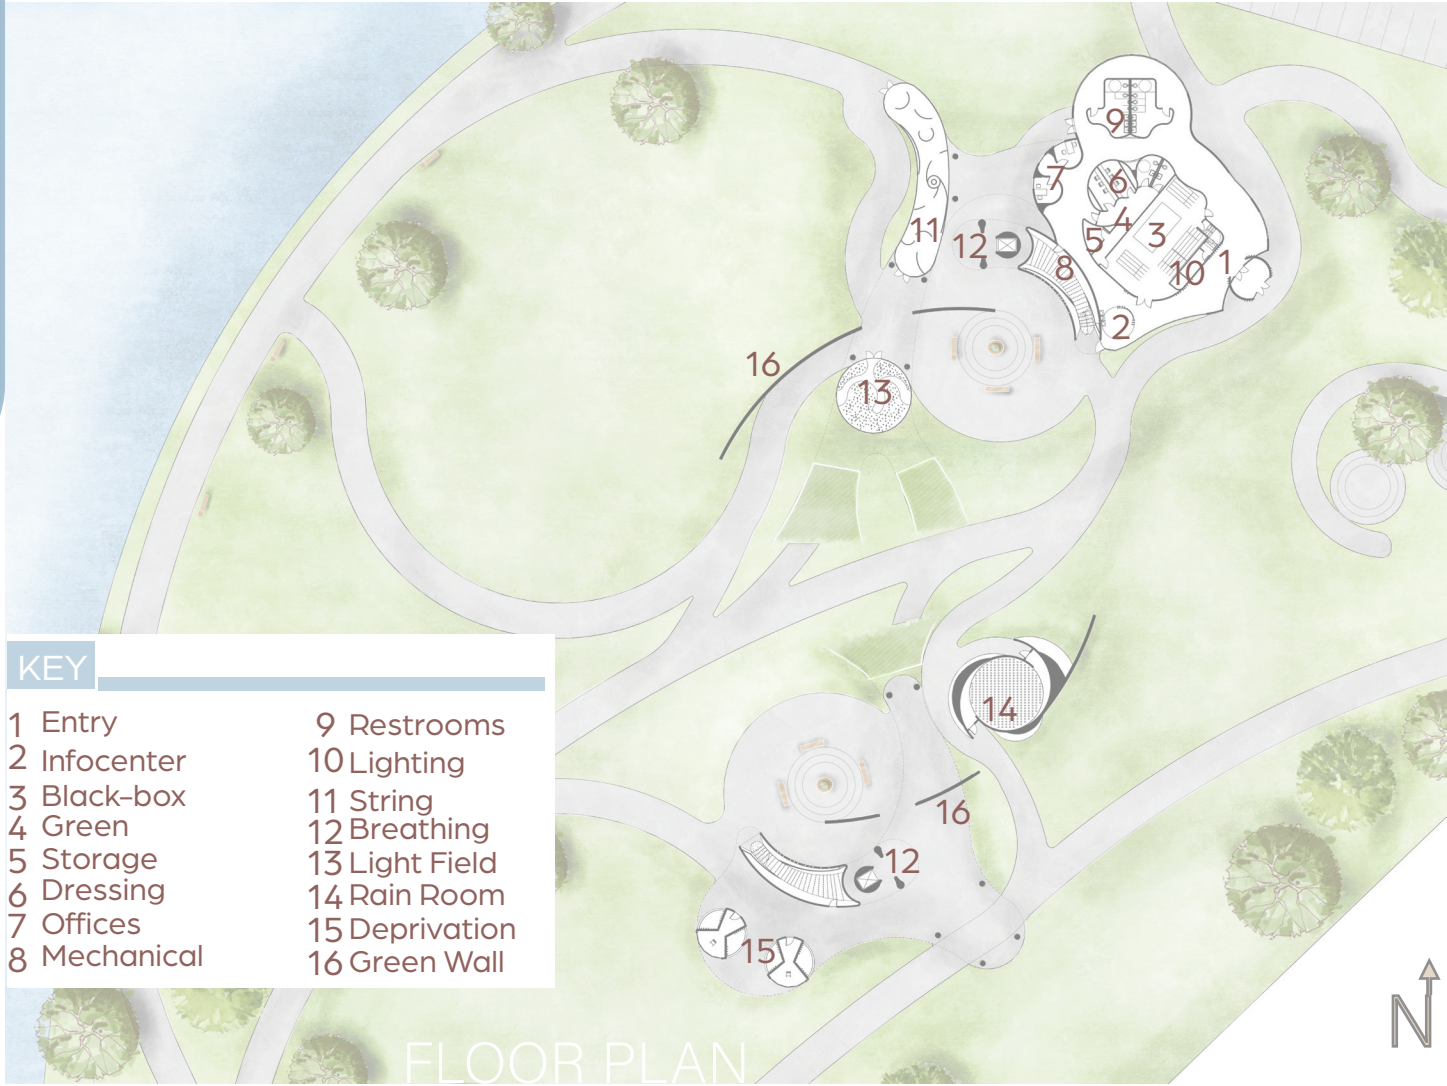 9
7
6
4
5
3
11
12
8
10
1
2
16
13
KEY
1 Entry
2 Infocenter
3 Black-box
4 Green
5 Storage
6 Dressing
7 Offices
8 Mechanical
9 Restrooms
10 Lighting
11 String
12 Breathing
13 Light Field
14 Rain Room
15 Deprivation
16 Green Wall
14
16
12
15
N
FLOOR PLAN